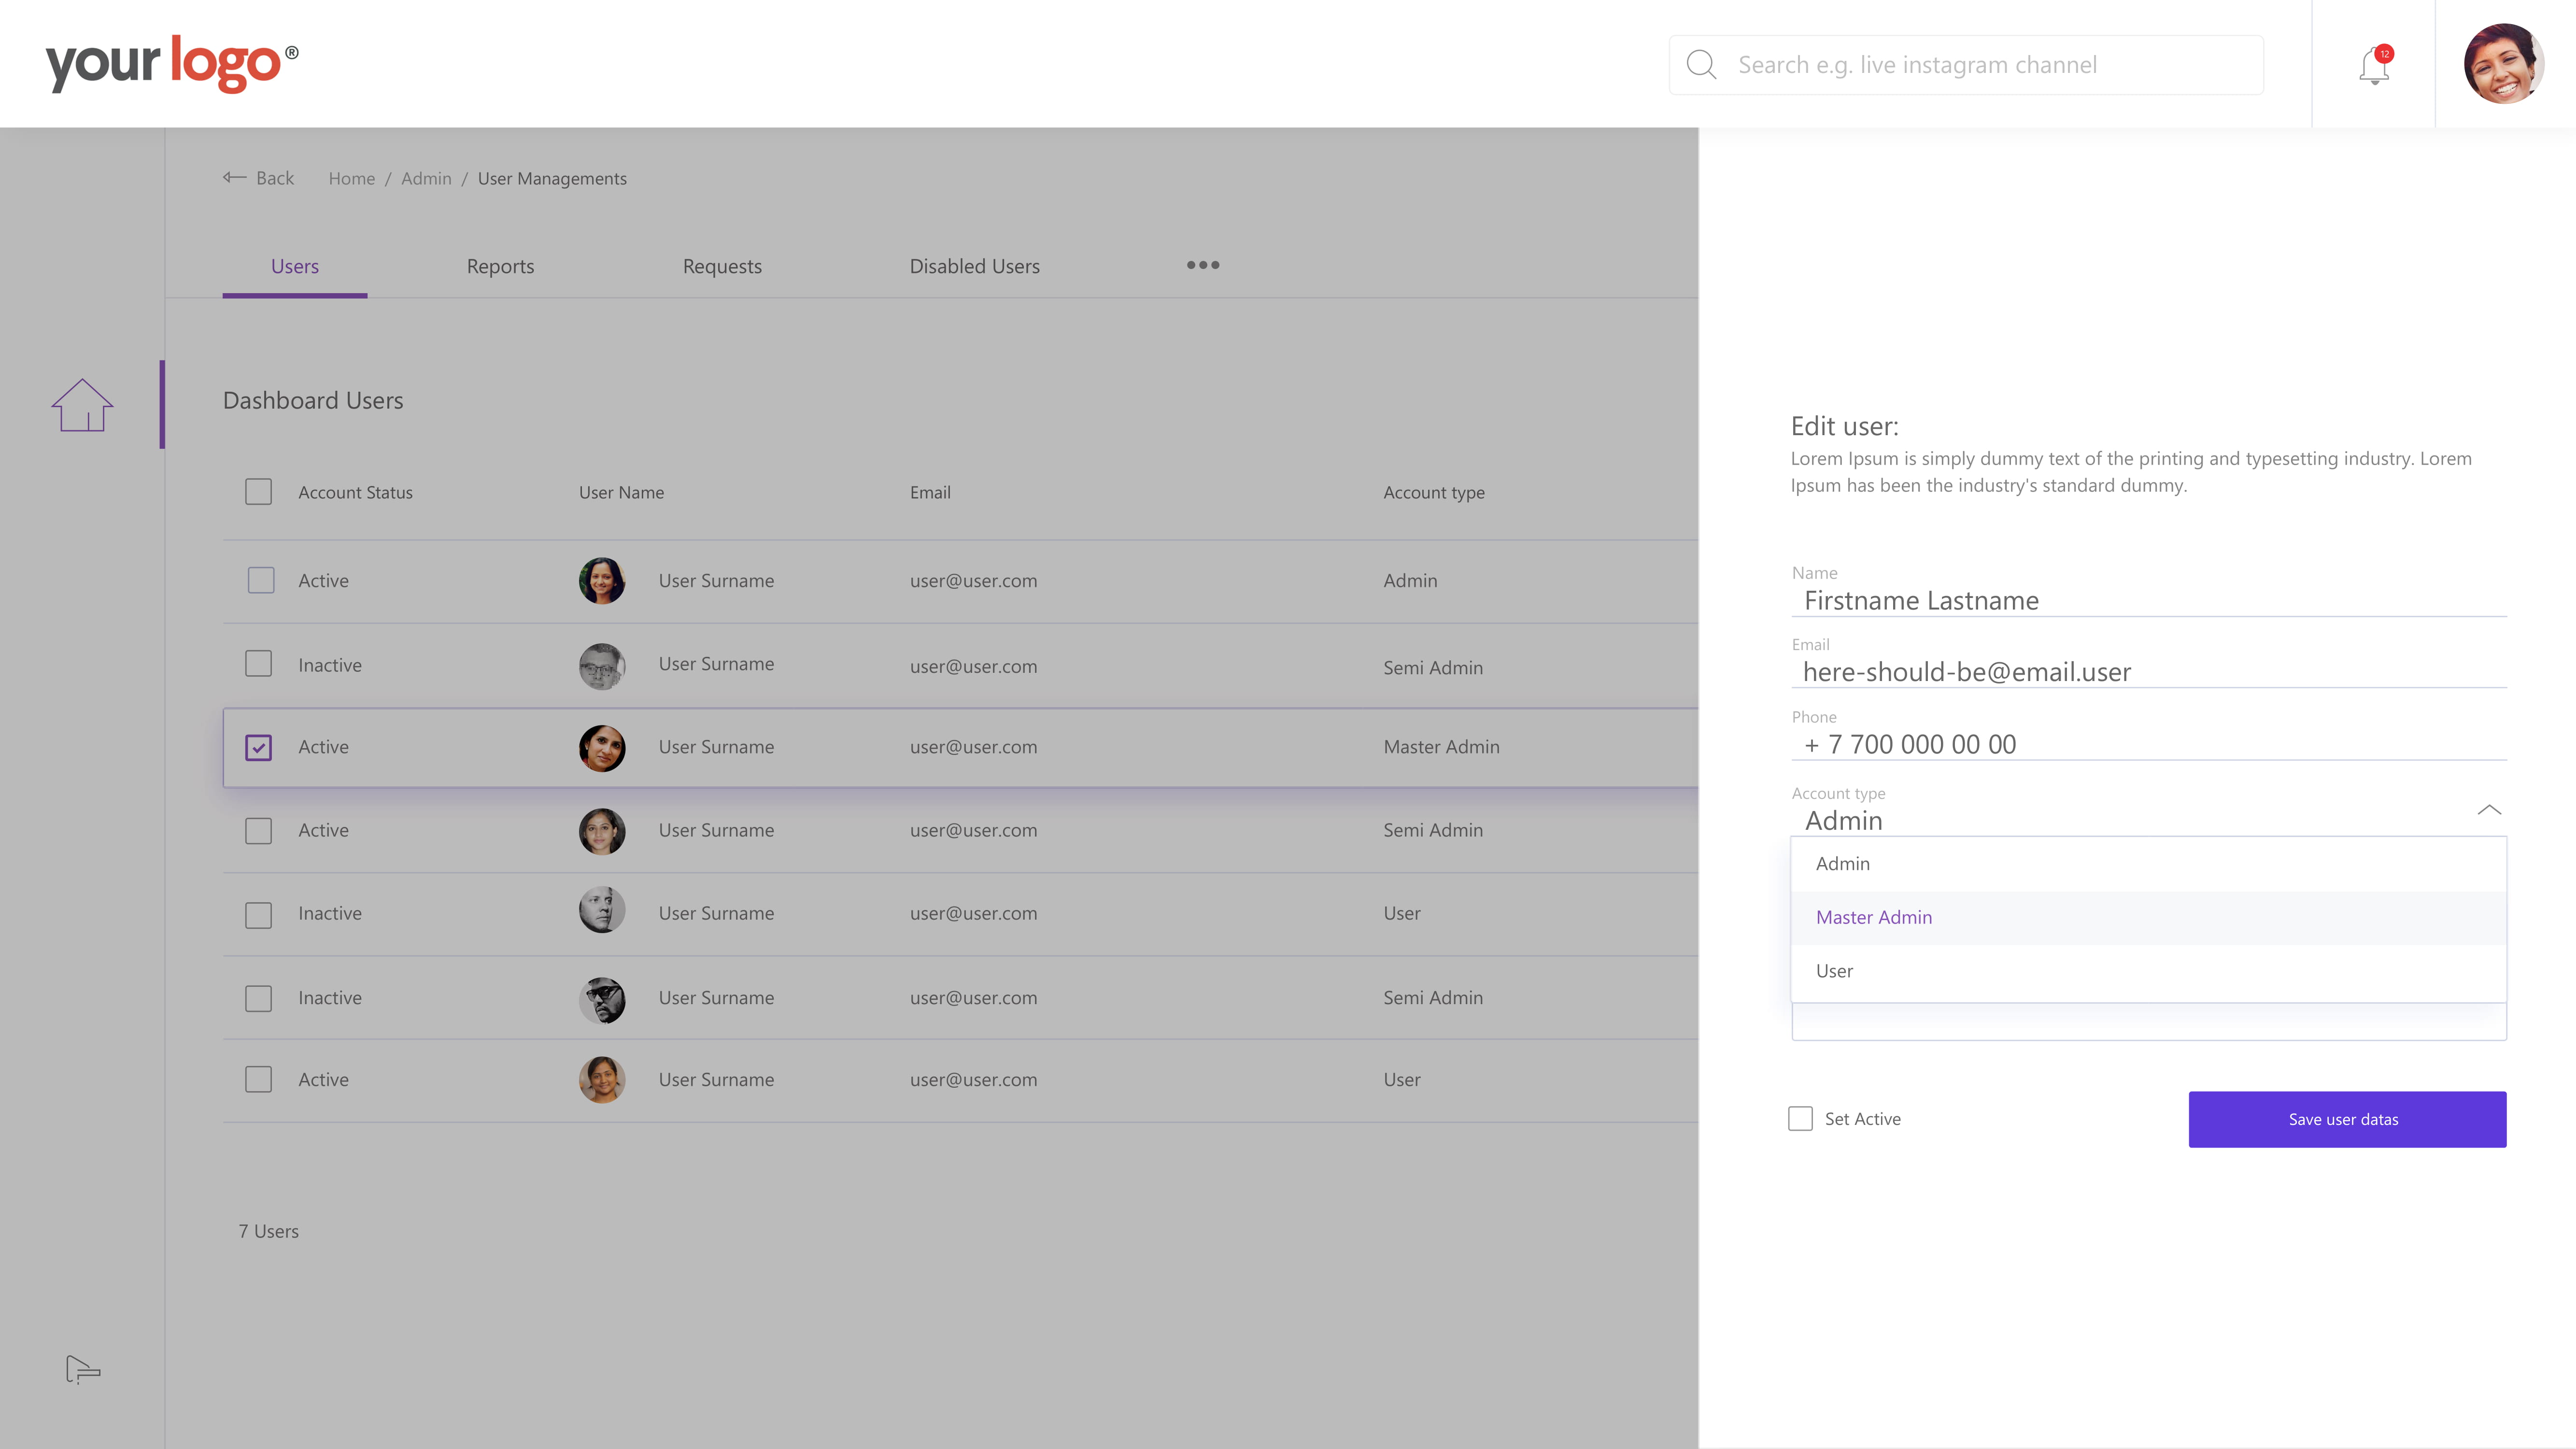 yourlogo®
Search e.g. live instagram channel
12
Back Home / Admin / User Managements
Users Reports Requests Disabled Users
Dashboard Users
Account Status User Name Email Account type
Active User Surname user@user.com Admin
Inactive User Surname user@user.com Semi Admin
Active User Surname user@user.com Master Admin
Active User Surname user@user.com Semi Admin
Inactive User Surname user@user.com User
Inactive User Surname user@user.com Semi Admin
Active User Surname user@user.com User
7 Users
Edit user:
Lorem Ipsum is simply dummy text of the printing and typesetting industry. Lorem
Ipsum has been the industry's standard dummy.
Name
Firstname Lastname
Email
here-should-be@email.user
Phone
+ 7 700 000 00 00
Account type
Admin
Admin
Master Admin
User
Set Active
Save user datas